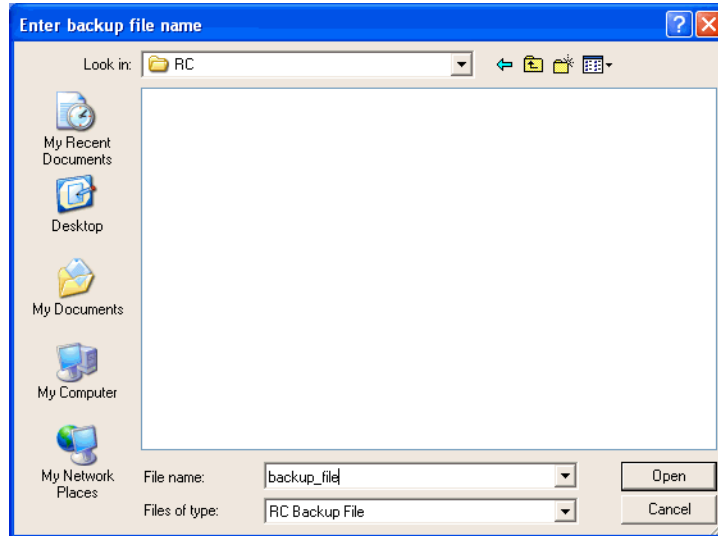 Enter backup file name
Look in:
RC
My Recent
Documents
Desktop
My Documents
My Computer
My Network
Places
File name:
backup_file
Open
Files of type:
RC Backup File
Cancel